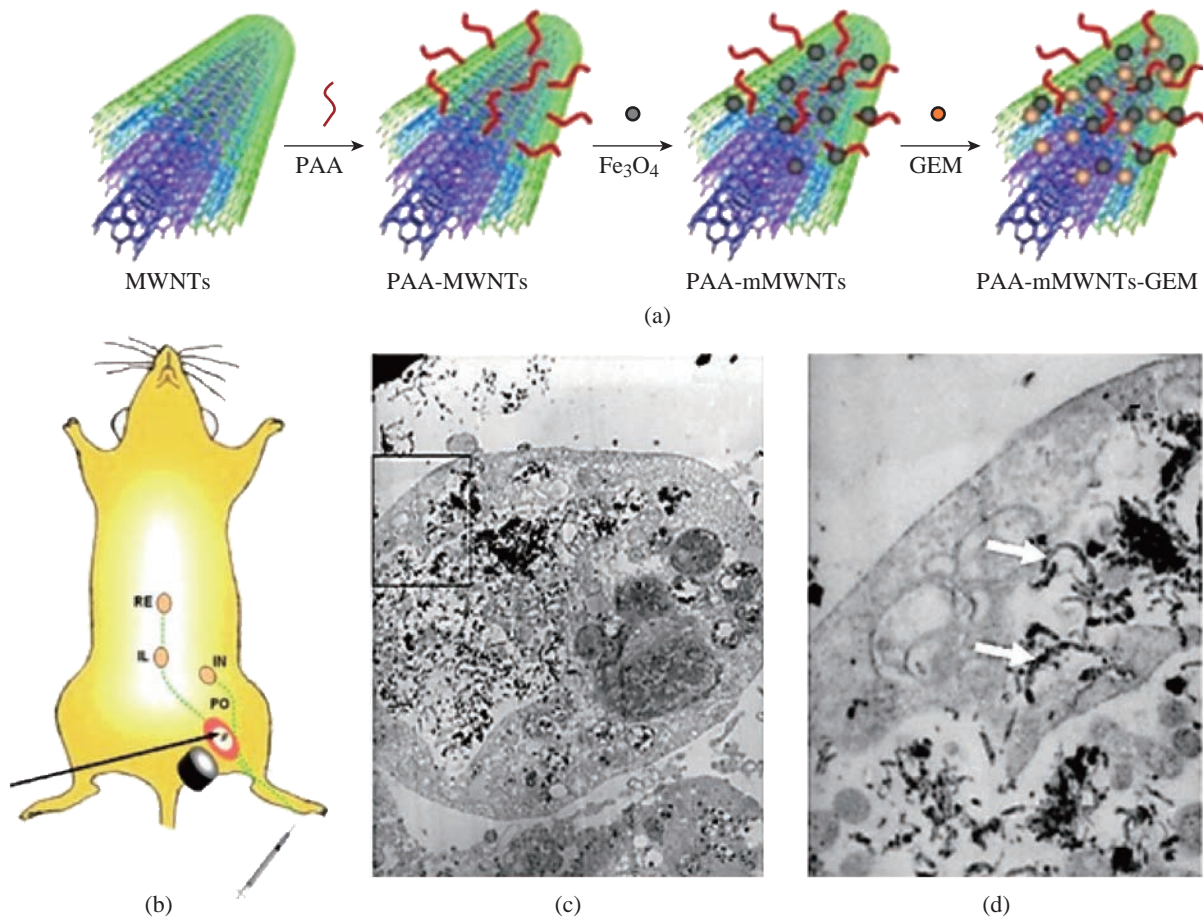 PAA
Fe₃O₄
GEM
MWNTs
PAA-MWNTs
PAA-mMWNTs
PAA-mMWNTs-GEM
(a)
RE
IL
IN
PO
(b)
(c)
(d)